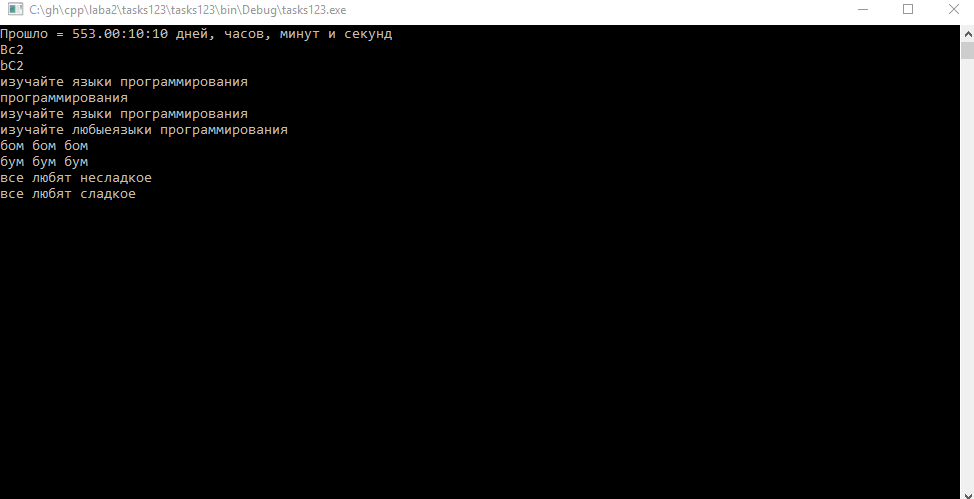 C:\gh\cpp\laba2\tasks123\tasks123\bin\Debug\tasks123.exe
Прошло = 553.00:10:10 дней, часов, минут и секунд
Bc2
bC2
изучайте языки программирования
программирования
изучайте языки программирования
изучайте любыеязыки программирования
бом бом бом
бум бум бум
все любят несладкое
все любят сладкое